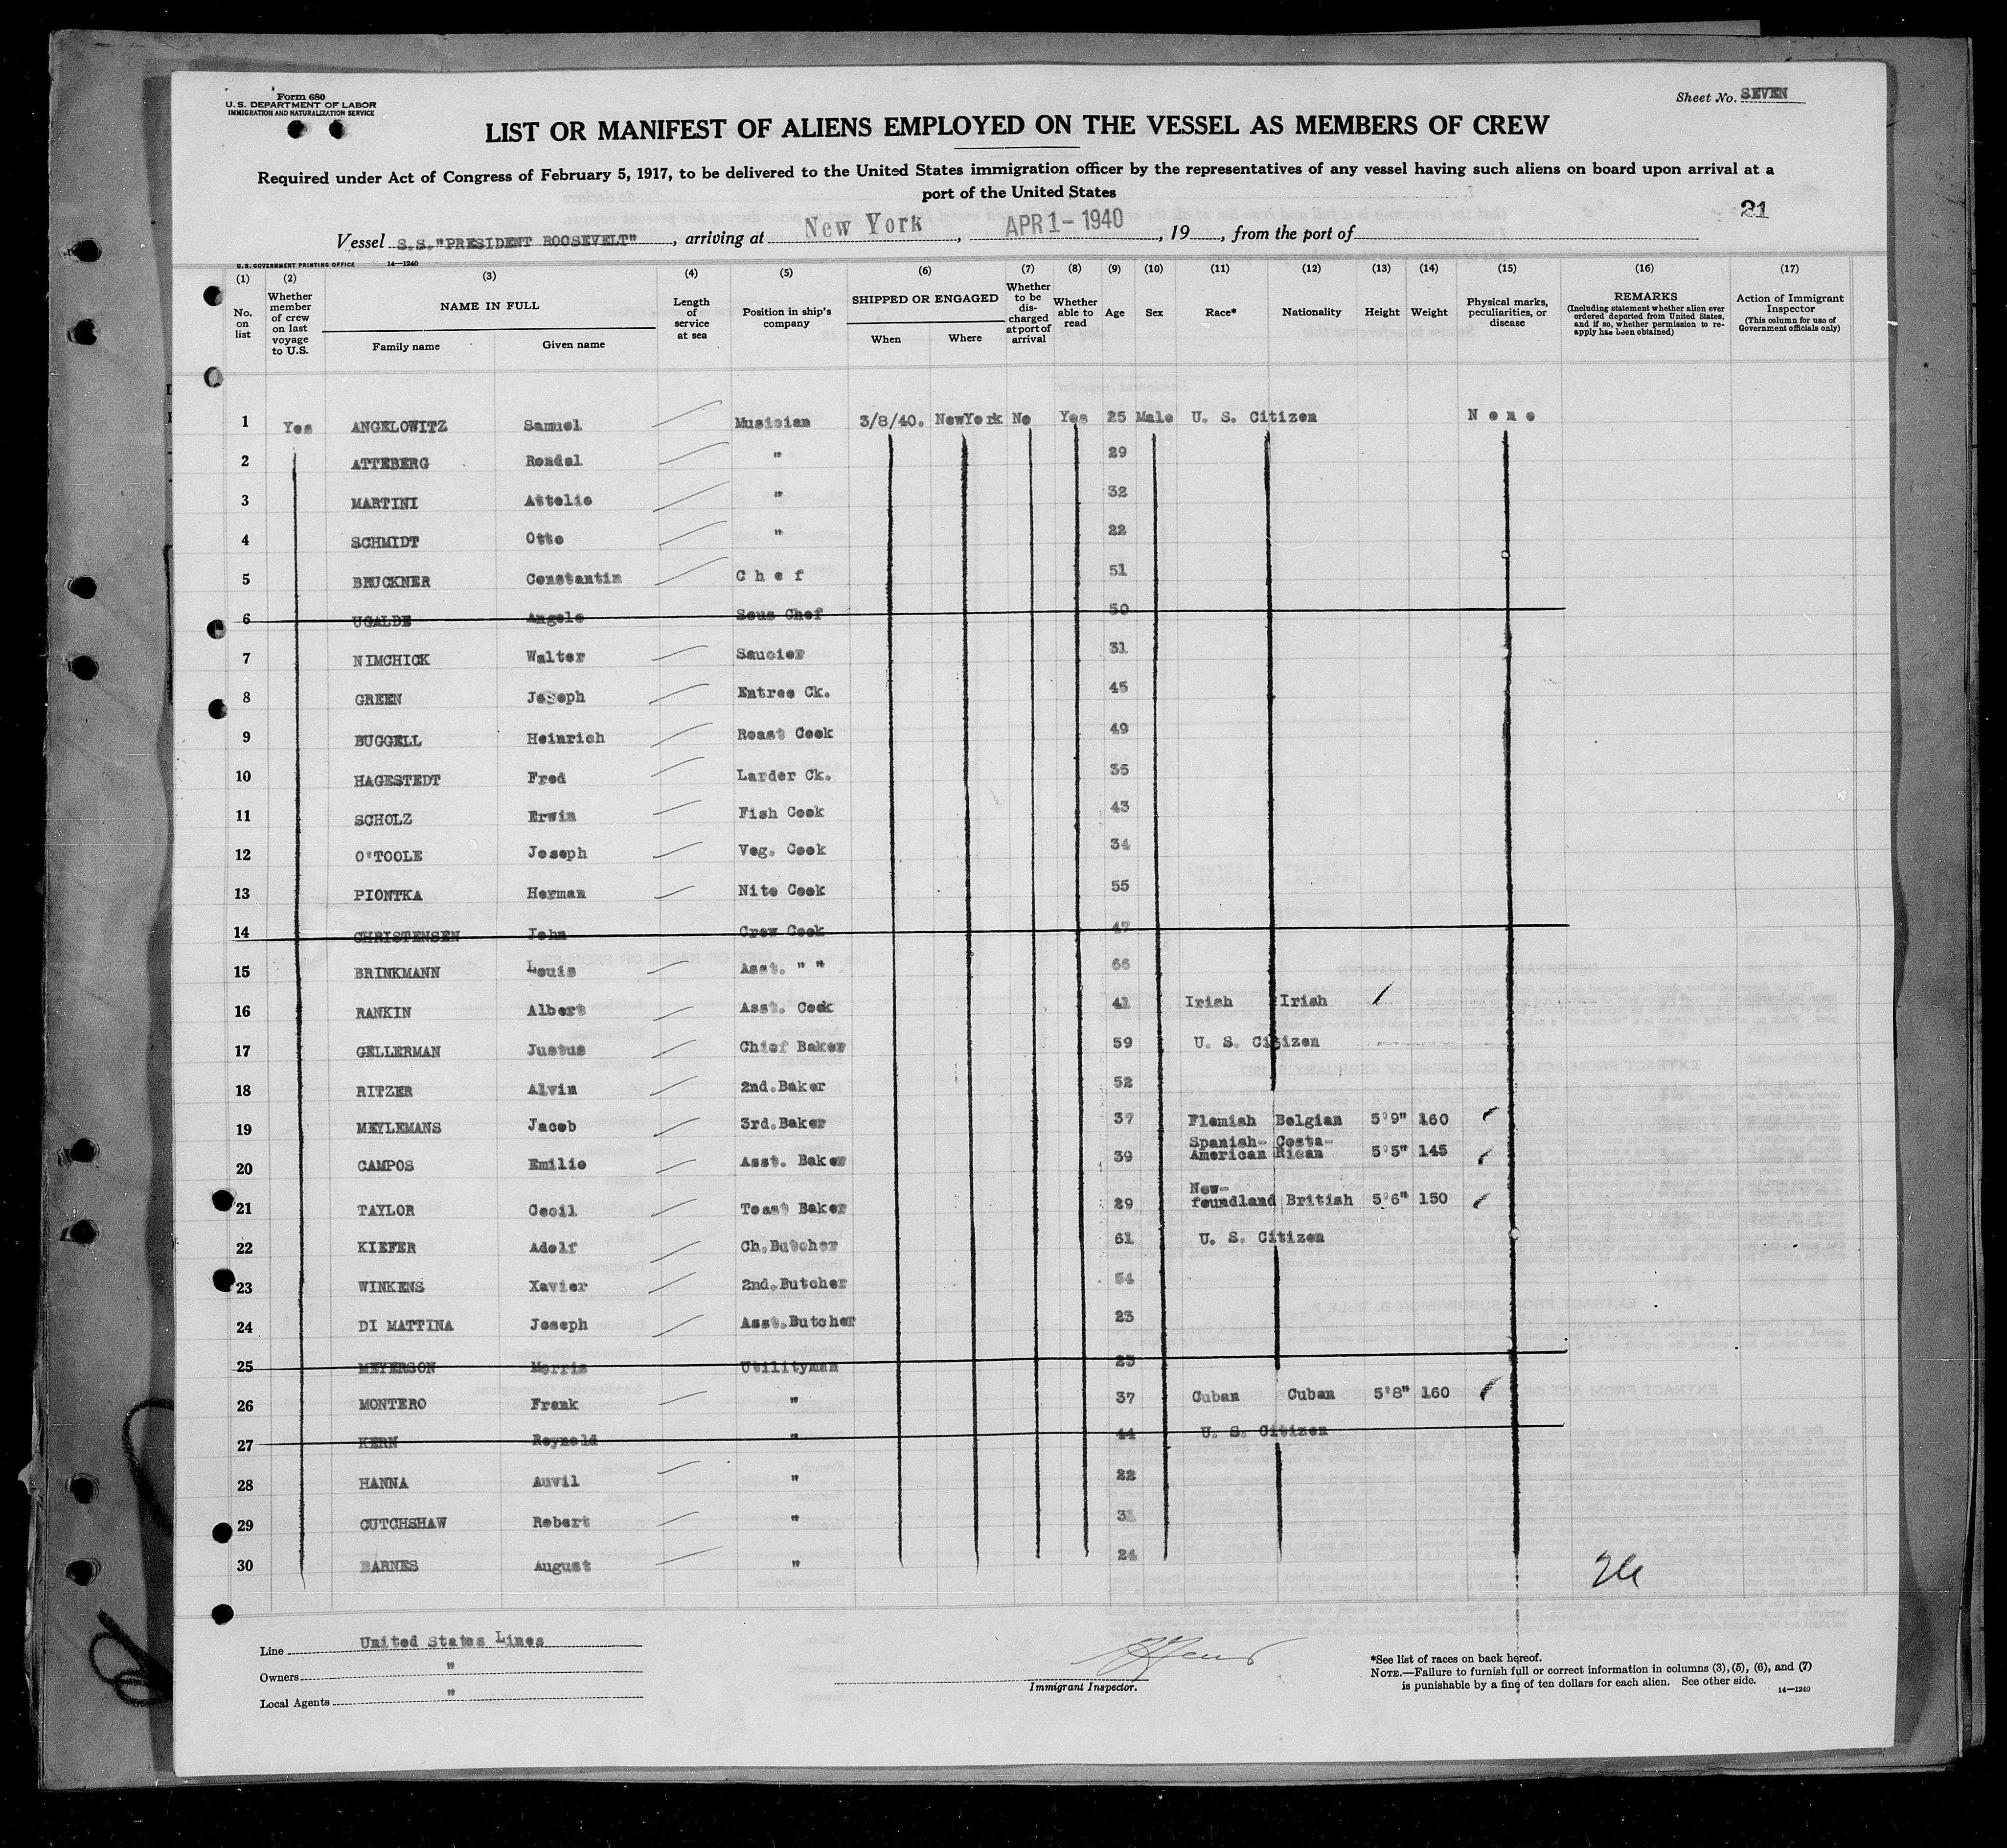 Form 680
U. S. DEPARTMENT OF LABOR
IMMIGRATION AND NATURALIZATION SERVICE
Sheet No. SEVEN
LIST OR MANIFEST OF ALIENS EMPLOYED ON THE VESSEL AS MEMBERS OF CREW
Required under Act of Congress of February 5, 1917, to be delivered to the United States immigration officer by the representatives of any vessel having such aliens on board upon arrival at a
port of the United States
21
Vessel S.S."PRESIDENT ROOSEVELT", arriving at New York, APR 1 - 1940, 19, from the port of
U. S. GOVERNMENT PRINTING OFFICE 14—1240
(1) No. on list
(2) Whether member of crew on last voyage to U.S.
(3) NAME IN FULL
Family name Given name
(4) Length of service at sea
(5) Position in ship's company
(6) SHIPPED OR ENGAGED
When Where
(7) Whether to be discharged at port of arrival
(8) Whether able to read
(9) Age
(10) Sex
(11) Race*
(12) Nationality
(13) Height
(14) Weight
(15) Physical marks, peculiarities, or disease
(16) REMARKS
(Including statement whether alien ever ordered deported from United States, and if so, whether permission to re-apply has been obtained)
(17) Action of Immigrant Inspector
(This column for use of Government officials only)
1 Yes ANGELOWITZ Samuel Musician 3/8/40. NewYork No Yes 25 Male U. S. Citizen None
2 ATTEBERG Rondal " 29
3 MARTINI Attelio " 32
4 SCHMIDT Otto " 22
5 BRUCKNER Constantin Chef 51
6 UGALDE Angelo Sous Chef 50
7 NIMCHICK Walter Saucier 31
8 GREEN Joseph Entree Ck. 45
9 BUGGELL Heinrich Roast Cook 49
10 HAGESTEDT Fred Larder Ck. 35
11 SCHOLZ Erwin Fish Cook 43
12 O'TOOLE Joseph Veg. Cook 34
13 PIONTKA Herman Nite Cook 55
14 CHRISTENSEN John Crew Cook 47
15 BRINKMANN Louis Asst. " " 66
16 RANKIN Albert Asst. Cook 41 Irish Irish
17 GELLERMAN Justus Chief Baker 59 U. S. Citizen
18 RITZER Alvin 2nd.Baker 52
19 MEYLEMANS Jacob 3rd.Baker 37 Flemish Belgian 5'9" 160
20 CAMPOS Emilio Asst. Baker 39 Spanish-American Costa-Rican 5'5" 145
21 TAYLOR Cecil Toast Baker 29 New-foundland British 5'6" 150
22 KIEFER Adolf Ch.Butcher 61 U. S. Citizen
23 WINKENS Xavier 2nd.Butcher 54
24 DI MATTINA Joseph Asst.Butcher 23
25 MEYERSON Morris Utilityman 23
26 MONTERO Frank " 37 Cuban Cuban 5'8" 160
27 KERN Reynold " 44 U. S. Citizen
28 HANNA Auvil " 22
29 CUTCHSHAW Robert " 31
30 BARNES August " 24
26
Line United States Lines
Owners "
Local Agents "
Immigrant Inspector.
*See list of races on back hereof.
NOTE.—Failure to furnish full or correct information in columns (3), (5), (6), and (7)
is punishable by a fine of ten dollars for each alien. See other side.
14—1240